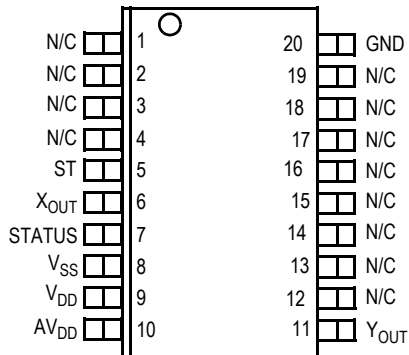 N/C 1 20 GND
N/C 2 19 N/C
N/C 3 18 N/C
N/C 4 17 N/C
ST 5 16 N/C
XOUT 6 15 N/C
STATUS 7 14 N/C
VSS 8 13 N/C
VDD 9 12 N/C
AVDD 10 11 YOUT